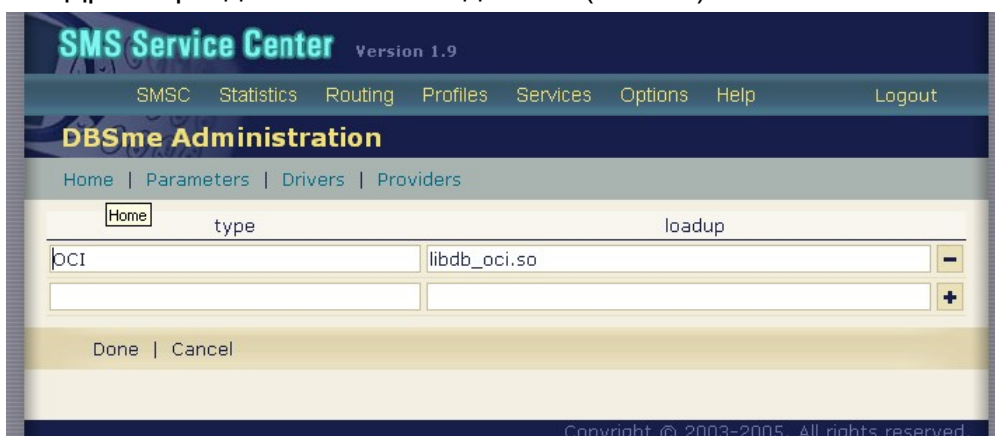 SMS Service Center Version 1.9
SMSC Statistics Routing Profiles Services Options Help Logout
DBSme Administration
Home | Parameters | Drivers | Providers
Home
type loadup
OCI libdb_oci.so −
+
Done | Cancel
Copyright © 2003-2005. All rights reserved.